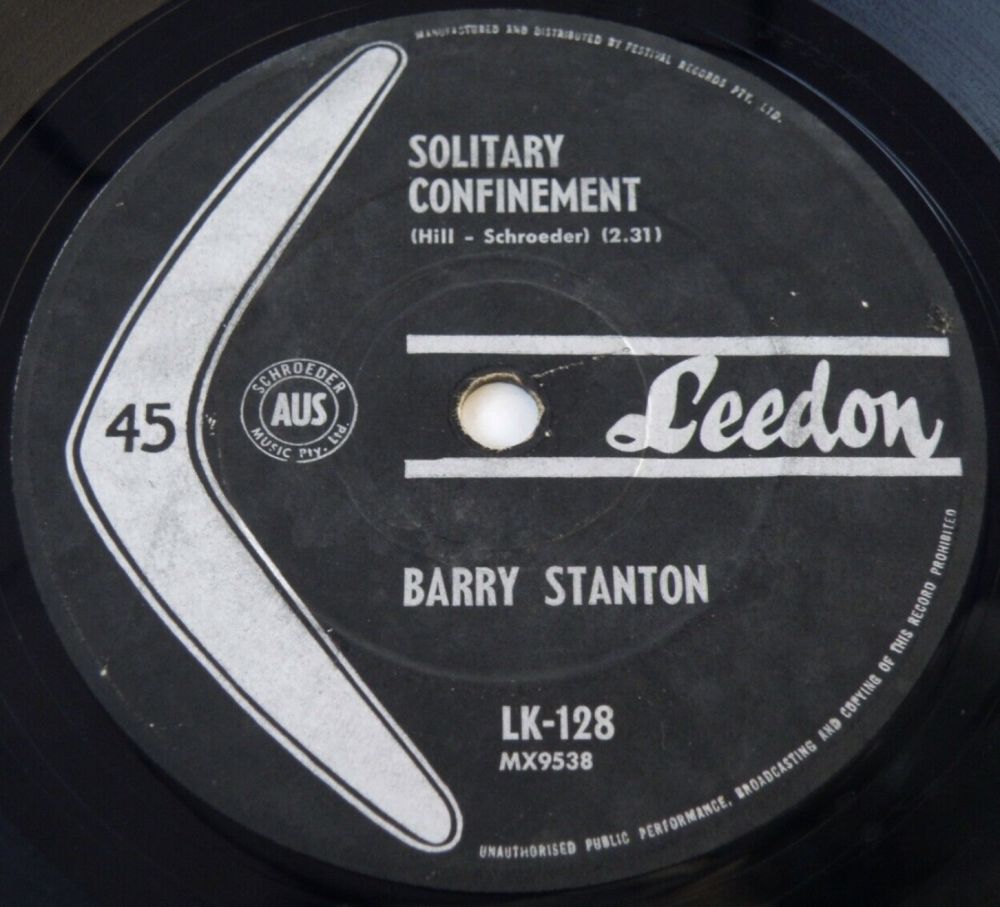 MANUFACTURED AND DISTRIBUTED BY FESTIVAL RECORDS PTY. LTD.
SOLITARY
CONFINEMENT
(Hill - Schroeder) (2.31)
45
SCHROEDER
AUS
MUSIC Pty. Ltd.
Leedon
BARRY STANTON
LK-128
MX9538
UNAUTHORISED PUBLIC PERFORMANCE, BROADCASTING AND COPYING OF THIS RECORD PROHIBITED